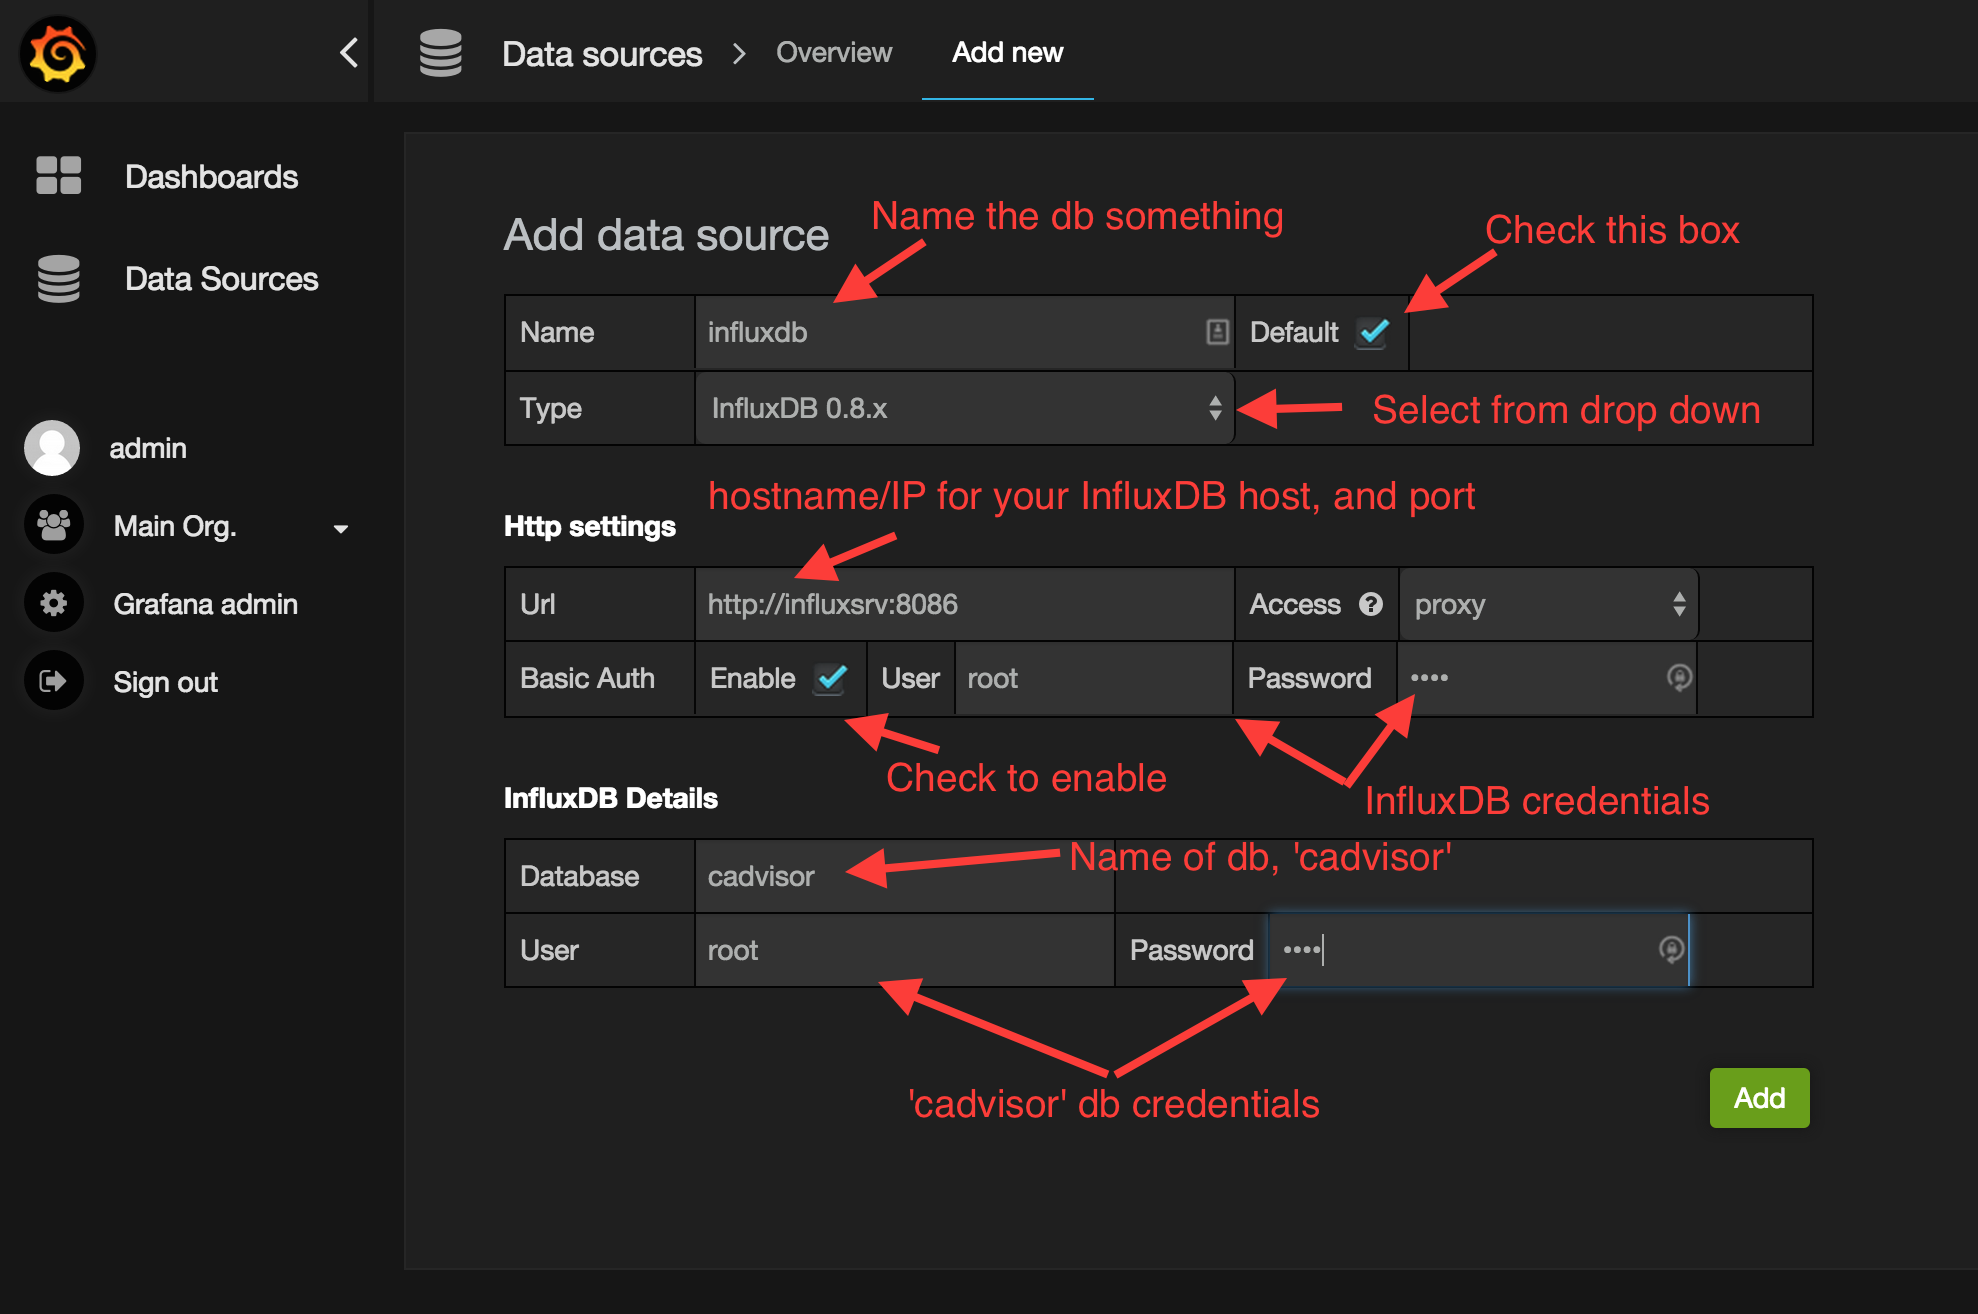 Data sources > Overview Add new
Dashboards
Data Sources
admin
Main Org.
Grafana admin
Sign out
Add data source
Name the db something
Check this box
Name influxdb Default
Type InfluxDB 0.8.x
Select from drop down
hostname/IP for your InfluxDB host, and port
Http settings
Url http://influxsrv:8086 Access ? proxy
Basic Auth Enable User root Password ••••
Check to enable
InfluxDB credentials
InfluxDB Details
Name of db, 'cadvisor'
Database cadvisor
User root Password ••••
'cadvisor' db credentials
Add